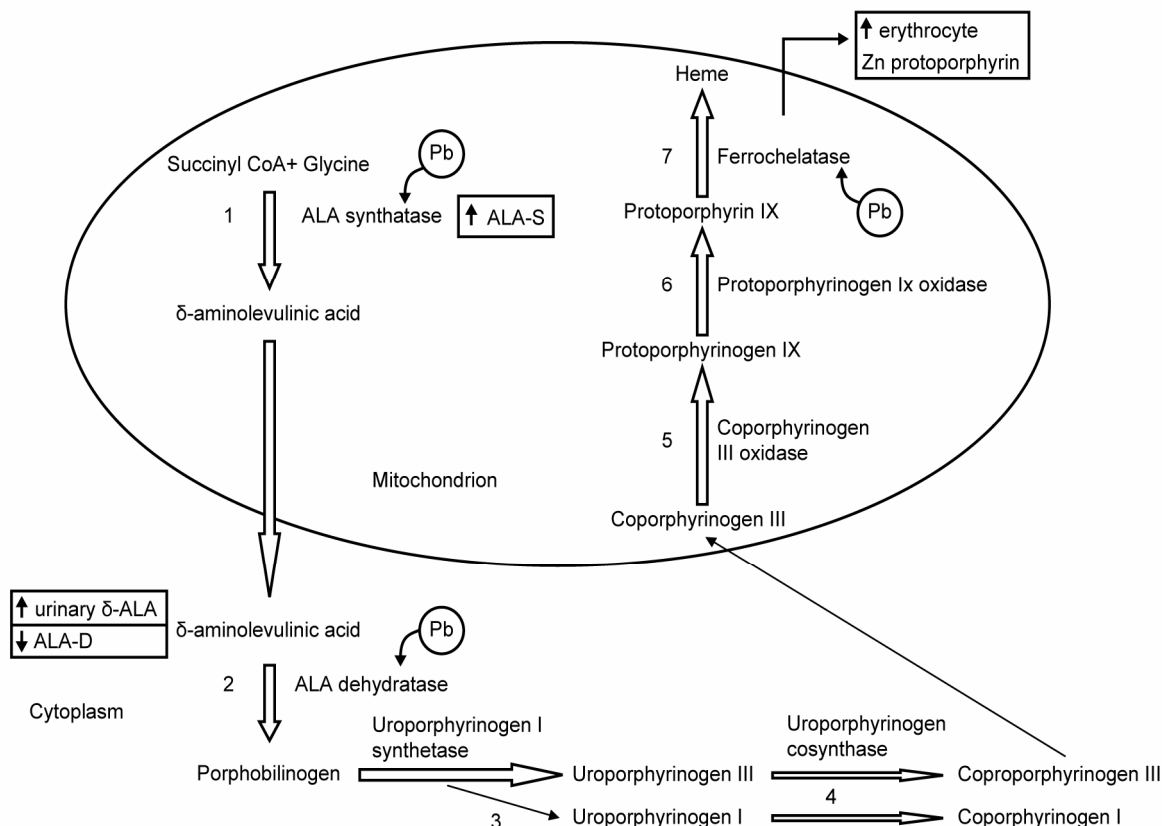 ↑ erythrocyte
Zn protoporphyrin
Heme
Pb
Succinyl CoA+ Glycine
7
Ferrochelatase
1
ALA synthatase
↑ ALA-S
Protoporphyrin IX
Pb
6
Protoporphyrinogen Ix oxidase
δ-aminolevulinic acid
Protoporphyrinogen IX
5
Coporphyrinogen
III oxidase
Mitochondrion
Coporphyrinogen III
↑ urinary δ-ALA
↓ ALA-D
δ-aminolevulinic acid
Pb
2
ALA dehydratase
Cytoplasm
Uroporphyrinogen I
synthetase
Uroporphyrinogen
cosynthase
Porphobilinogen
Uroporphyrinogen III
Coproporphyrinogen III
4
3
Uroporphyrinogen I
Coporphyrinogen I